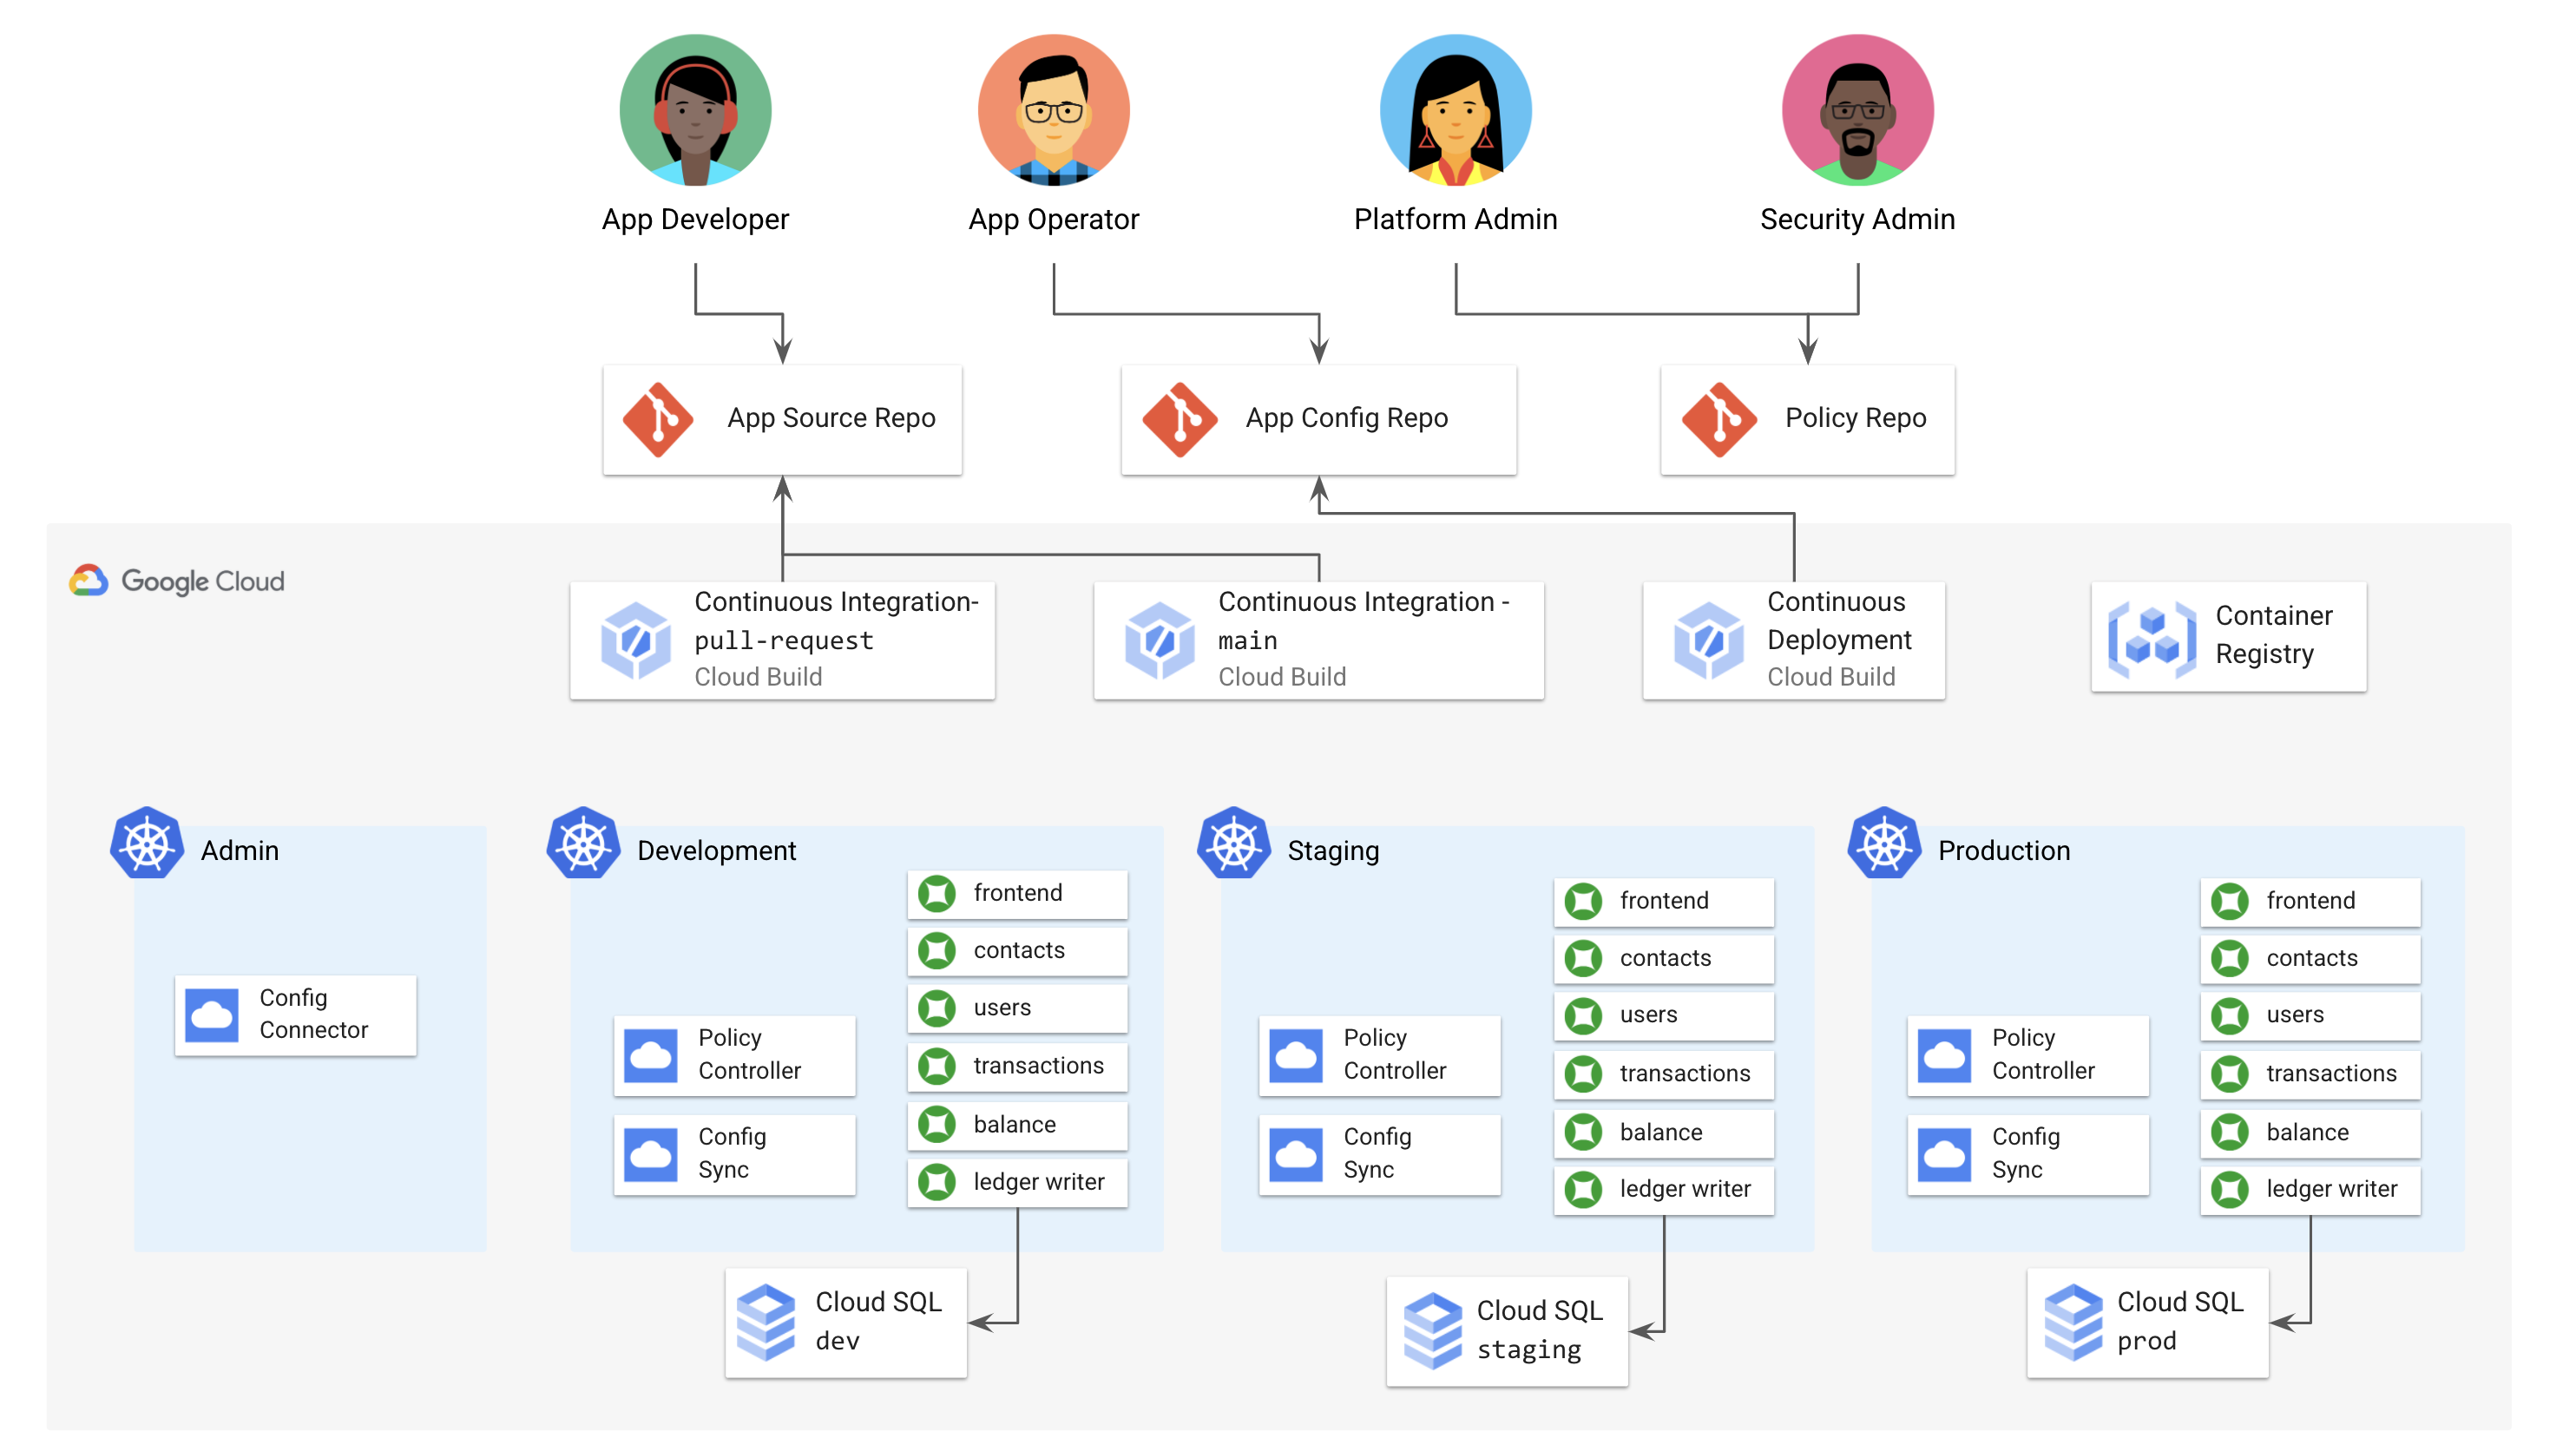 App Developer
App Operator
Platform Admin
Security Admin
App Source Repo
App Config Repo
Policy Repo
Google Cloud
Continuous Integration-
pull-request
Cloud Build
Continuous Integration -
main
Cloud Build
Continuous
Deployment
Cloud Build
Container
Registry
Admin
Config
Connector
Development
frontend
contacts
users
transactions
balance
ledger writer
Policy
Controller
Config
Sync
Cloud SQL
dev
Staging
frontend
contacts
users
transactions
balance
ledger writer
Policy
Controller
Config
Sync
Cloud SQL
staging
Production
frontend
contacts
users
transactions
balance
ledger writer
Policy
Controller
Config
Sync
Cloud SQL
prod